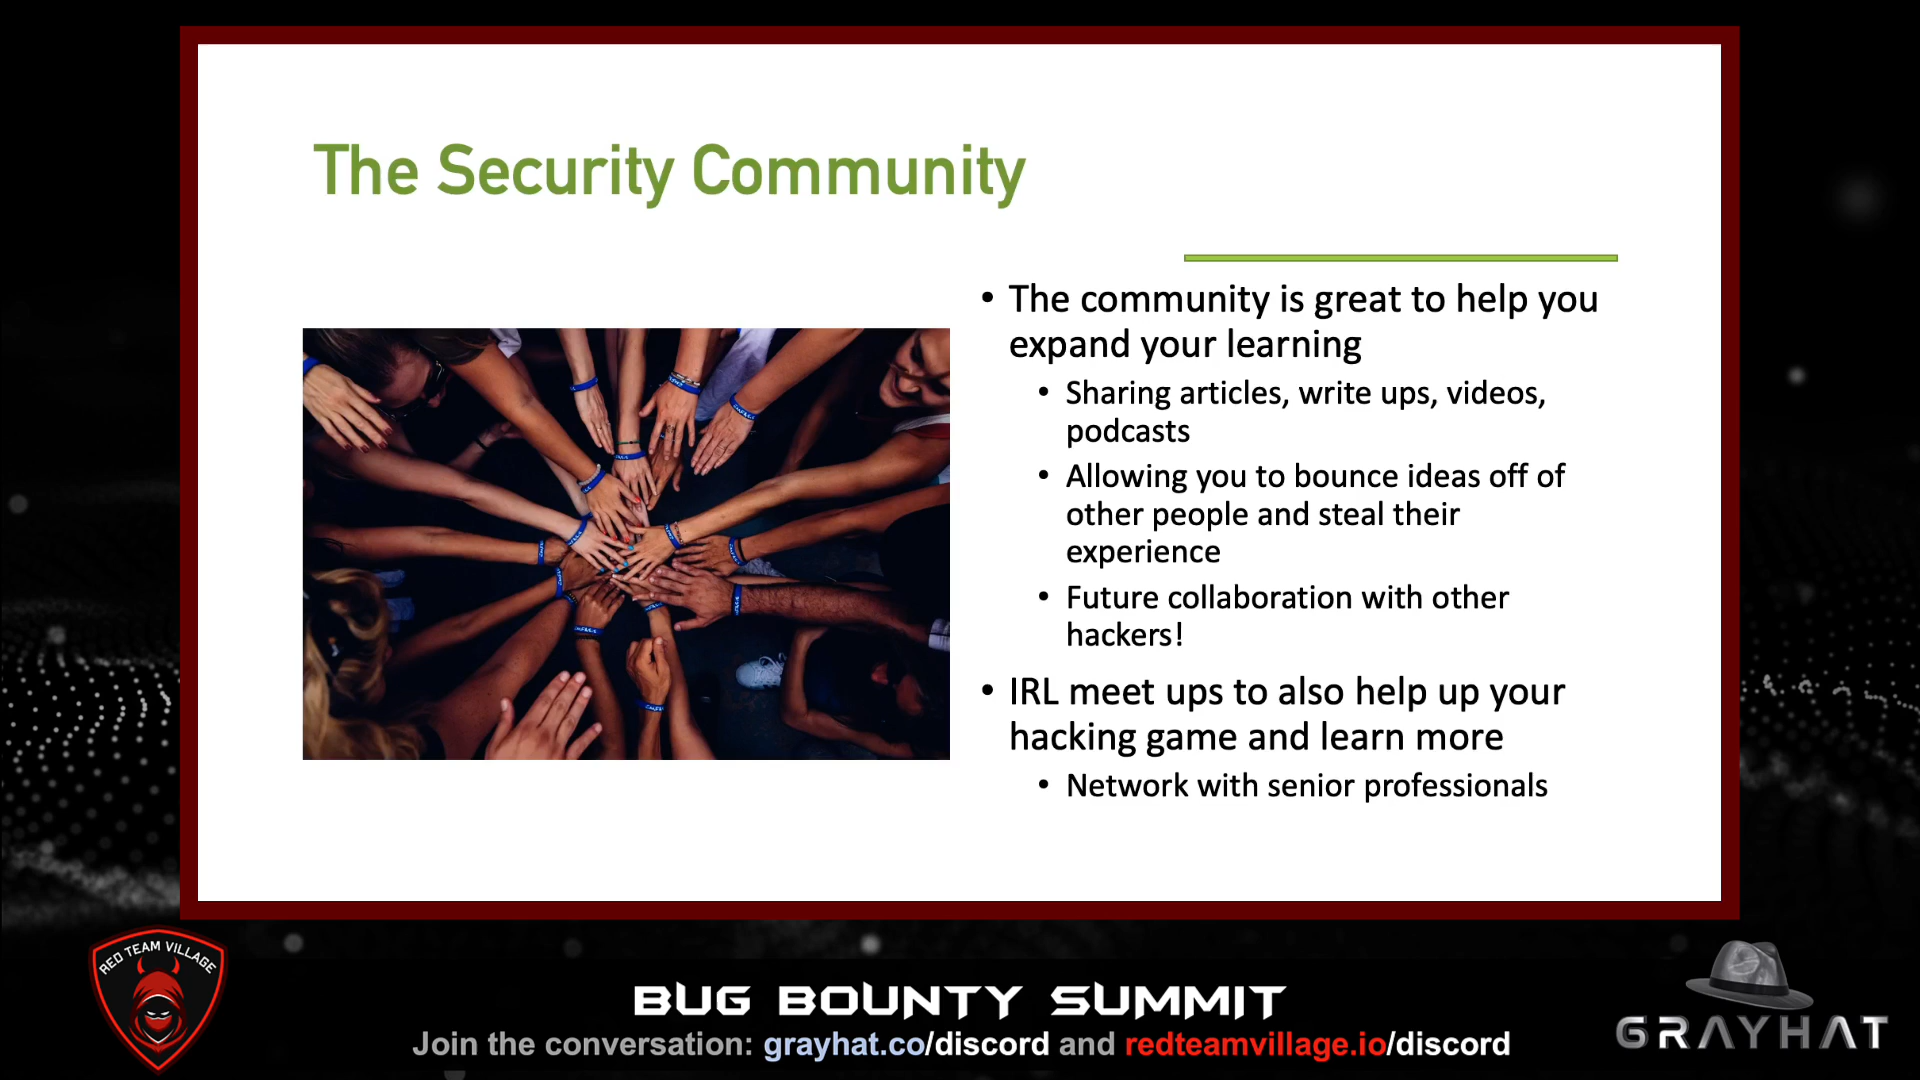 The Security Community
• The community is great to help you
expand your learning
• Sharing articles, write ups, videos,
podcasts
• Allowing you to bounce ideas off of
other people and steal their
experience
• Future collaboration with other
hackers!
• IRL meet ups to also help up your
hacking game and learn more
• Network with senior professionals
RED TEAM VILLAGE
BUG BOUNTY SUMMIT
Join the conversation: grayhat.co/discord and redteamvillage.io/discord
GRAYHAT